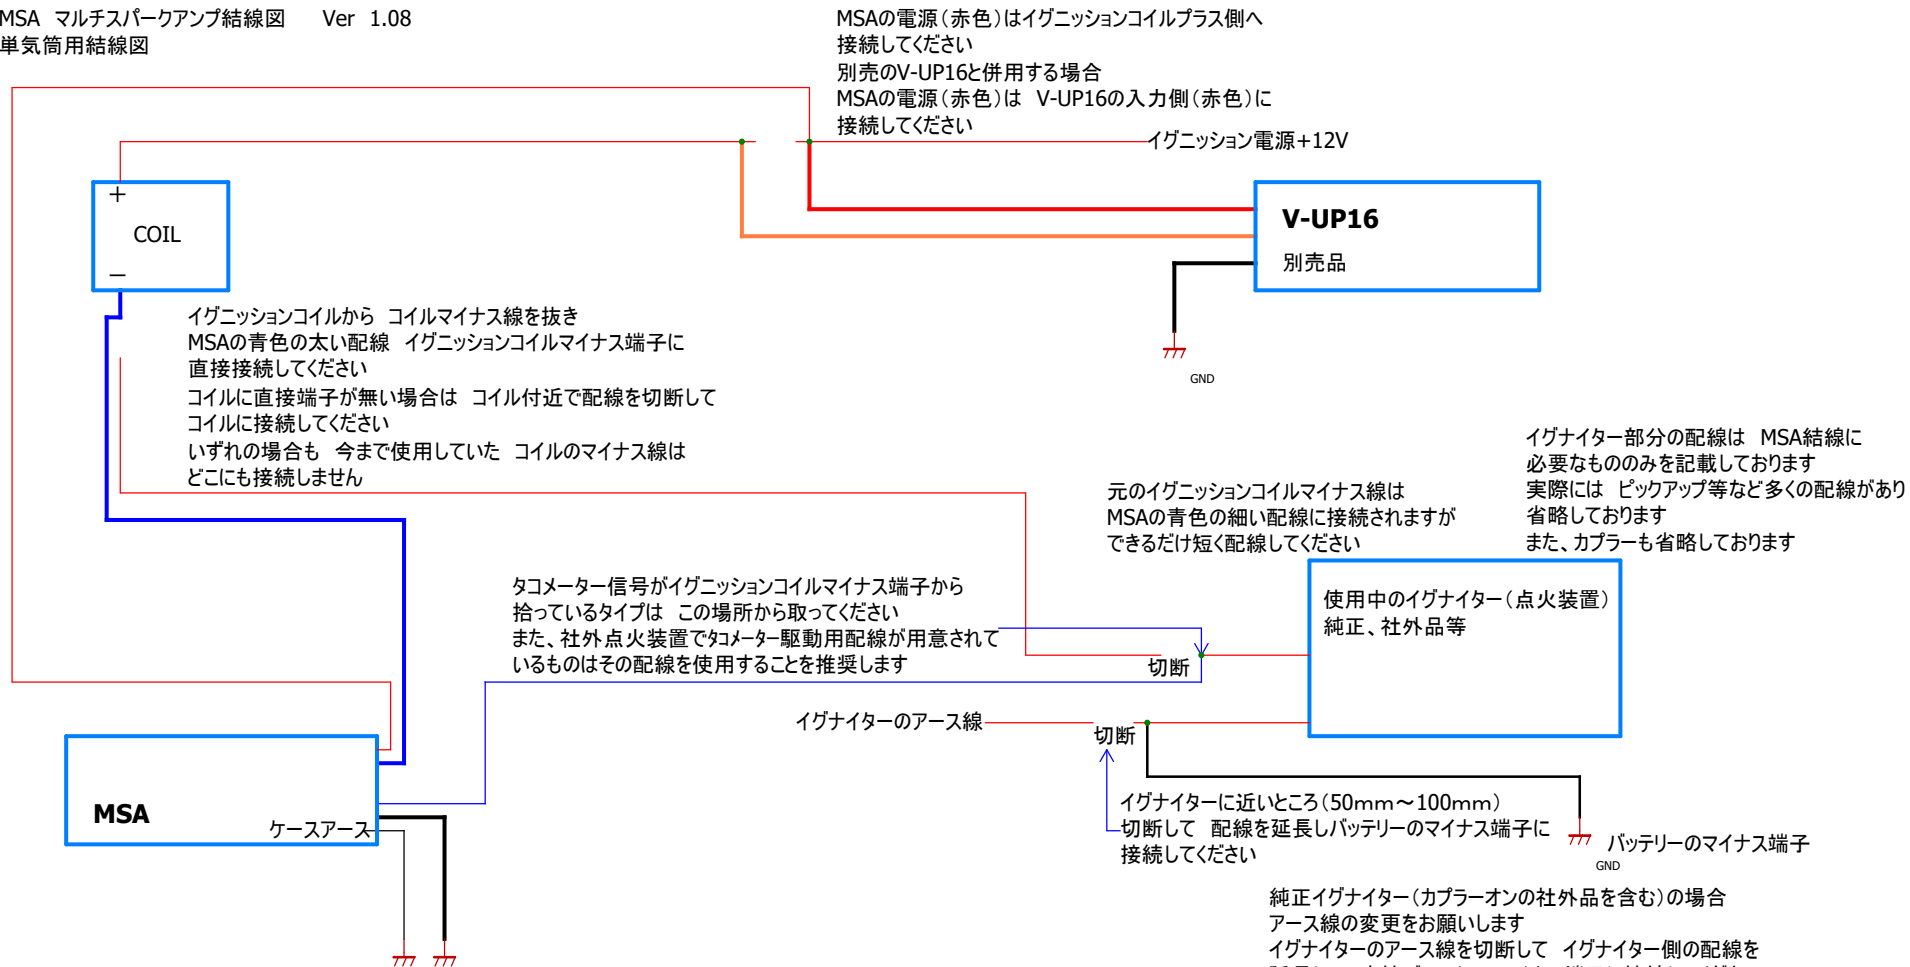 MSA マルチスパークアンプ結線図 Ver 1.08
単気筒用結線図
MSAの電源(赤色)はイグニッションコイルプラス側へ
接続してください
別売のV-UP16と併用する場合
MSAの電源(赤色)は V-UP16の入力側(赤色)に
接続してください
イグニッション電源+12V
+
COIL
−
V-UP16
別売品
GND
イグニッションコイルから コイルマイナス線を抜き
MSAの青色の太い配線 イグニッションコイルマイナス端子に
直接接続してください
コイルに直接端子が無い場合は コイル付近で配線を切断して
コイルに接続してください
いずれの場合も 今まで使用していた コイルのマイナス線は
どこにも接続しません
元のイグニッションコイルマイナス線は
MSAの青色の細い配線に接続されますが
できるだけ短く配線してください
イグナイター部分の配線は MSA結線に
必要なもののみを記載しております
実際には ピックアップ等など多くの配線があり
省略しております
また、カプラーも省略しております
タコメーター信号がイグニッションコイルマイナス端子から
拾っているタイプは この場所から取ってください
また、社外点火装置でタコメーター駆動用配線が用意されて
いるものはその配線を使用することを推奨します
切断
使用中のイグナイター(点火装置)
純正、社外品等
イグナイターのアース線
切断
MSA
ケースアース
イグナイターに近いところ(50mm~100mm)
切断して 配線を延長しバッテリーのマイナス端子に
接続してください
バッテリーのマイナス端子
GND
純正イグナイター(カプラーオンの社外品を含む)の場合
アース線の変更をお願いします
イグナイターのアース線を切断して イグナイター側の配線を